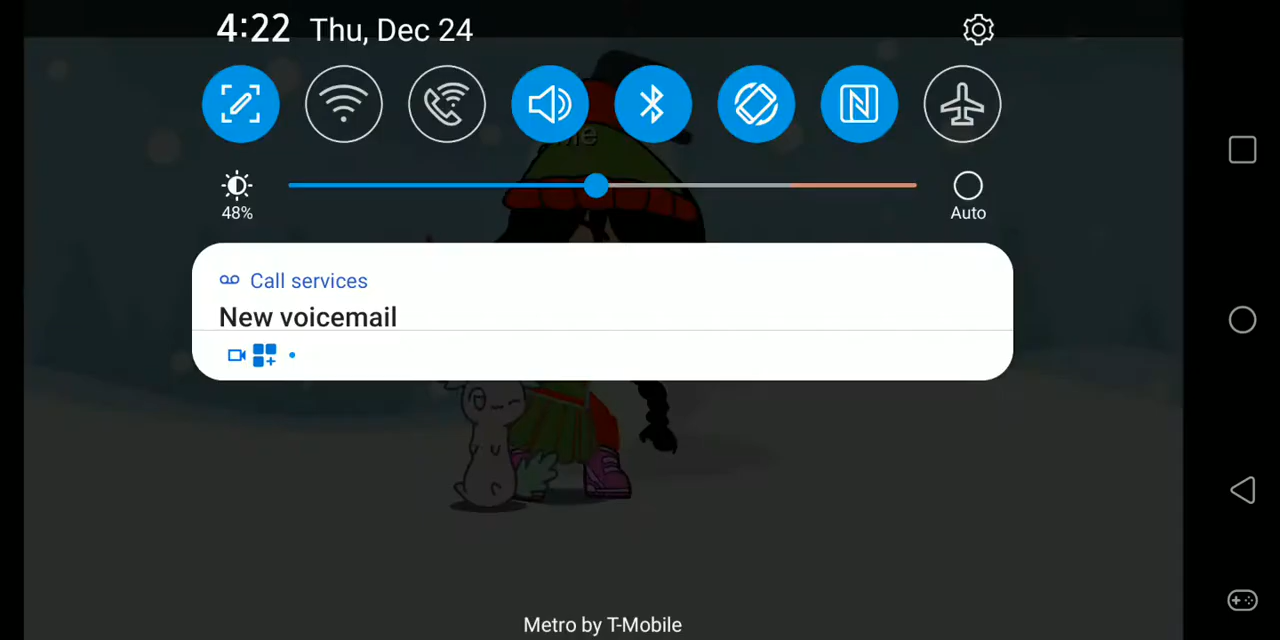 4:22 Thu, Dec 24
48%
Auto
Call services
New voicemail
Metro by T-Mobile